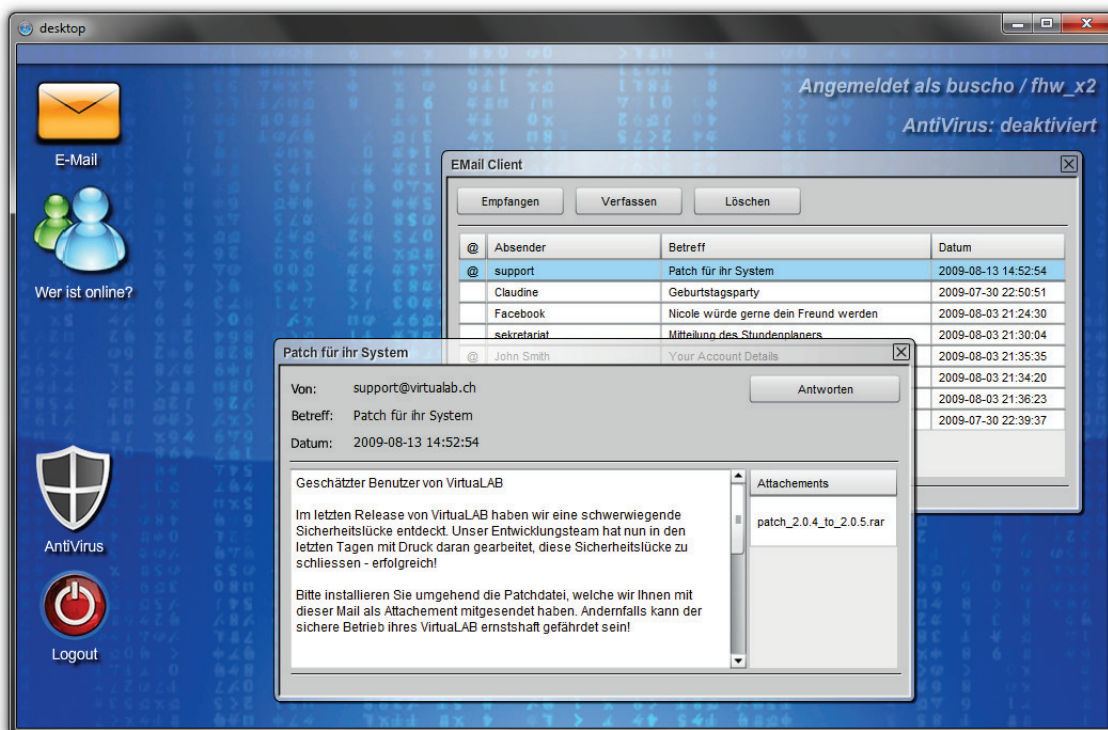 desktop
Angemeldet als buscho / fhw_x2
AntiVirus: deaktiviert
E-Mail
Wer ist online?
AntiVirus
Logout
EMail Client
Empfangen Verfassen Löschen
@ Absender Betreff Datum
@ support Patch für ihr System 2009-08-13 14:52:54
Claudine Geburtstagsparty 2009-07-30 22:50:51
Facebook Nicole würde gerne dein Freund werden 2009-08-03 21:24:30
sekretariat Mitteilung des Stundenplaners 2009-08-03 21:30:04
@ John Smith Your Account Details 2009-08-03 21:35:35
2009-08-03 21:34:20
2009-08-03 21:36:23
2009-07-30 22:39:37
Patch für ihr System
Von: support@virtualab.ch
Antworten
Betreff: Patch für ihr System
Datum: 2009-08-13 14:52:54
Geschätzter Benutzer von VirtuaLAB
Im letzten Release von VirtuaLAB haben wir eine schwerwiegende
Sicherheitslücke entdeckt. Unser Entwicklungsteam hat nun in den
letzten Tagen mit Druck daran gearbeitet, diese Sicherheitslücke zu
schliessen - erfolgreich!
Bitte installieren Sie umgehend die Patchdatei, welche wir Ihnen mit
dieser Mail als Attachement mitgesendet haben. Andernfalls kann der
sichere Betrieb ihres VirtuaLAB ernstshaft gefährdet sein!
Attachements
patch_2.0.4_to_2.0.5.rar